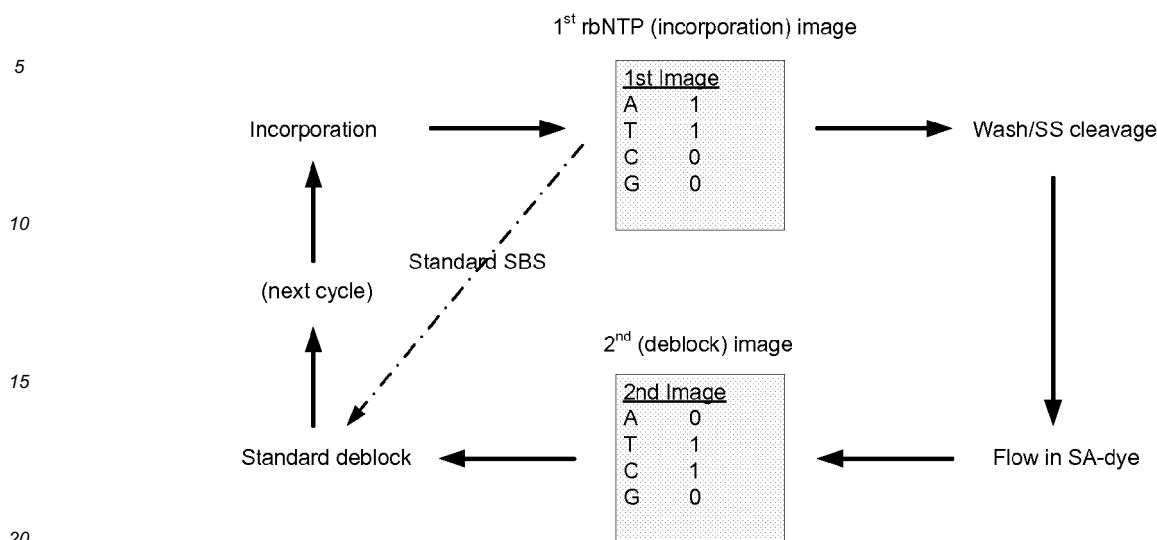 1st rbNTP (incorporation) image
5
1st Image
A 1
Incorporation
T 1
Wash/SS cleavage
C 0
G 0
10
Standard SBS
(next cycle)
2nd (deblock) image
15
2nd Image
A 0
T 1
Standard deblock
C 1
Flow in SA-dye
G 0
20